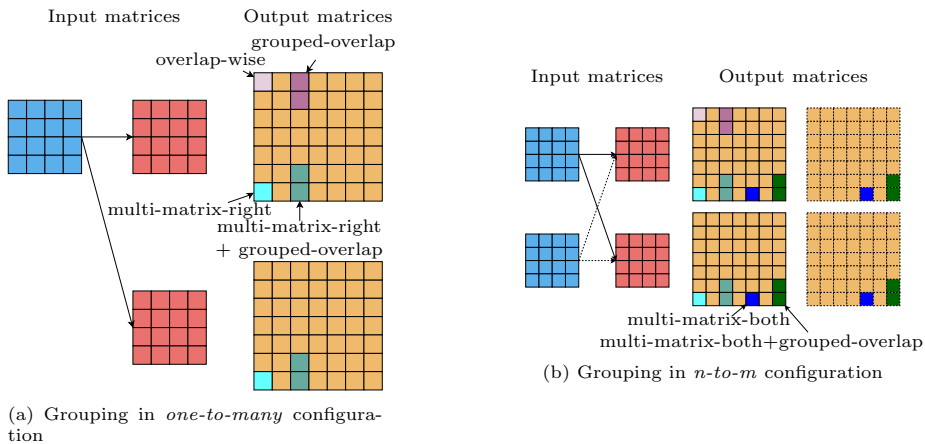 Input matrices
Output matrices
grouped-overlap
overlap-wise
multi-matrix-right
multi-matrix-right
+ grouped-overlap
(a) Grouping in one-to-many configura-
tion
Input matrices
Output matrices
multi-matrix-both
multi-matrix-both+grouped-overlap
(b) Grouping in n-to-m configuration